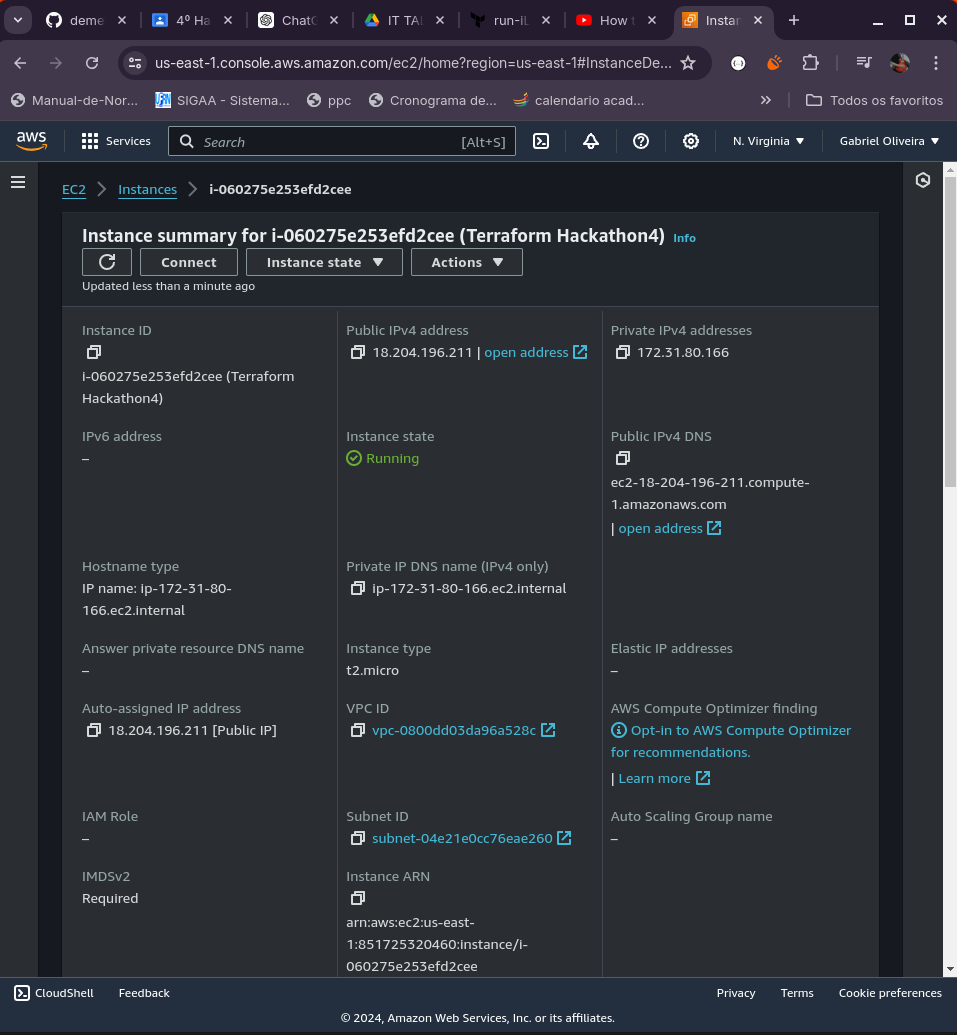 deme
4º Ha
ChatG
IT TAL
run-IL
How t
Instan
us-east-1.console.aws.amazon.com/ec2/home?region=us-east-1#InstanceDe...
Manual-de-Nor...
SIGAA - Sistema...
ppc
Cronograma de...
calendario acad...
Todos os favoritos
aws
Services
Search
[Alt+S]
N. Virginia
Gabriel Oliveira
EC2
Instances
i-060275e253efd2cee
Instance summary for i-060275e253efd2cee (Terraform Hackathon4) Info
Connect
Instance state
Actions
Updated less than a minute ago
Instance ID
i-060275e253efd2cee (Terraform
Hackathon4)
Public IPv4 address
18.204.196.211 | open address
Private IPv4 addresses
172.31.80.166
IPv6 address
–
Instance state
Running
Public IPv4 DNS
ec2-18-204-196-211.compute-
1.amazonaws.com
| open address
Hostname type
IP name: ip-172-31-80-
166.ec2.internal
Private IP DNS name (IPv4 only)
ip-172-31-80-166.ec2.internal
Answer private resource DNS name
–
Instance type
t2.micro
Elastic IP addresses
–
Auto-assigned IP address
18.204.196.211 [Public IP]
VPC ID
vpc-0800dd03da96a528c
AWS Compute Optimizer finding
Opt-in to AWS Compute Optimizer
for recommendations.
| Learn more
IAM Role
–
Subnet ID
subnet-04e21e0cc76eae260
Auto Scaling Group name
–
IMDSv2
Required
Instance ARN
arn:aws:ec2:us-east-
1:851725320460:instance/i-
060275e253efd2cee
CloudShell
Feedback
Privacy
Terms
Cookie preferences
© 2024, Amazon Web Services, Inc. or its affiliates.